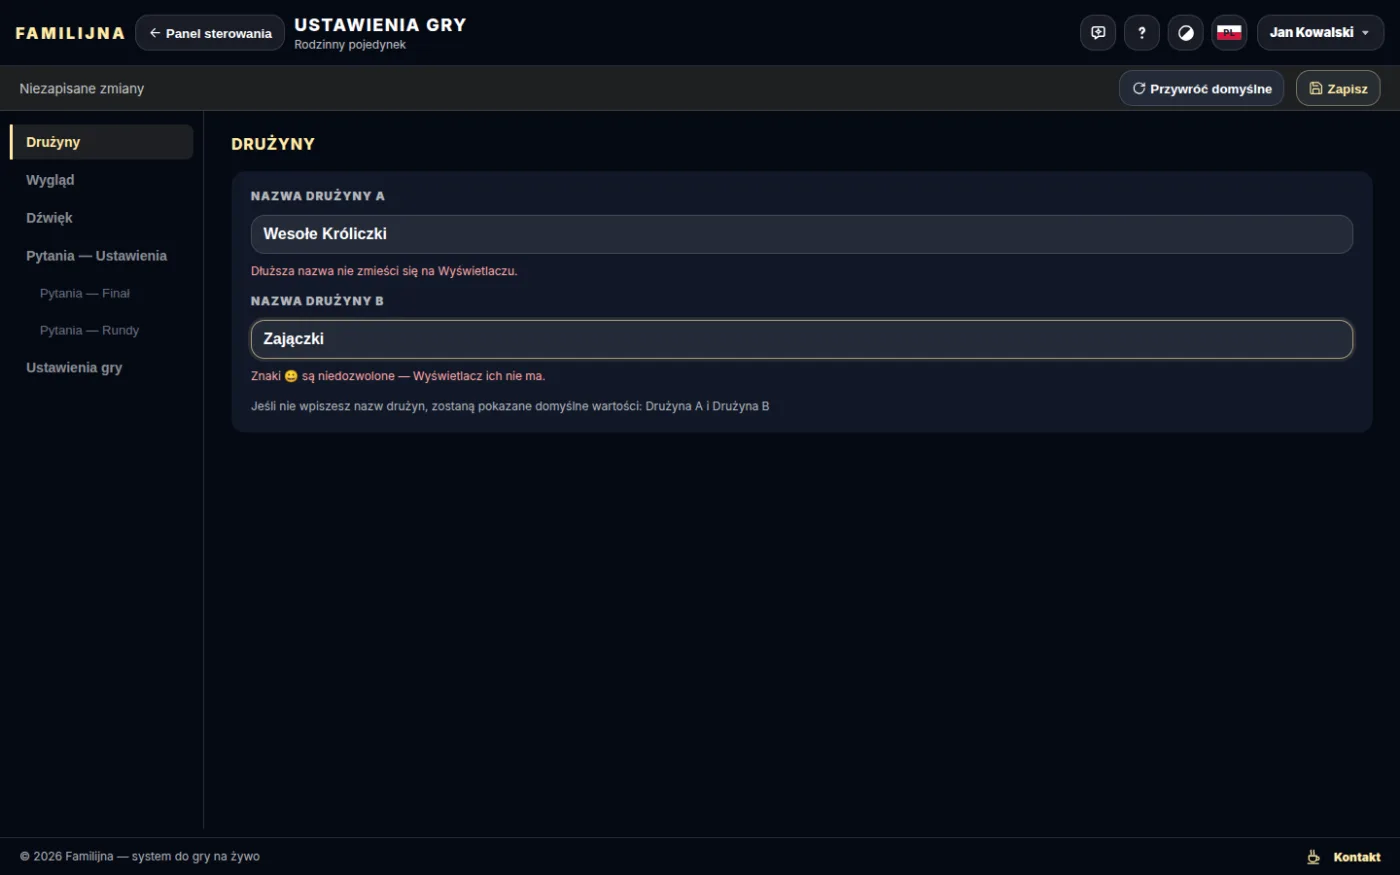 FAMILIJNA
← Panel sterowania
USTAWIENIA GRY
Rodzinny pojedynek
?
PL
Jan Kowalski
Niezapisane zmiany
Przywróć domyślne
Zapisz
Drużyny
Wygląd
Dźwięk
Pytania — Ustawienia
Pytania — Finał
Pytania — Rundy
Ustawienia gry
DRUŻYNY
NAZWA DRUŻYNY A
Wesołe Króliczki
Dłuższa nazwa nie zmieści się na Wyświetlaczu.
NAZWA DRUŻYNY B
Zajączki
Znaki 😀 są niedozwolone — Wyświetlacz ich nie ma.
Jeśli nie wpiszesz nazw drużyn, zostaną pokazane domyślne wartości: Drużyna A i Drużyna B
© 2026 Familijna — system do gry na żywo
Kontakt